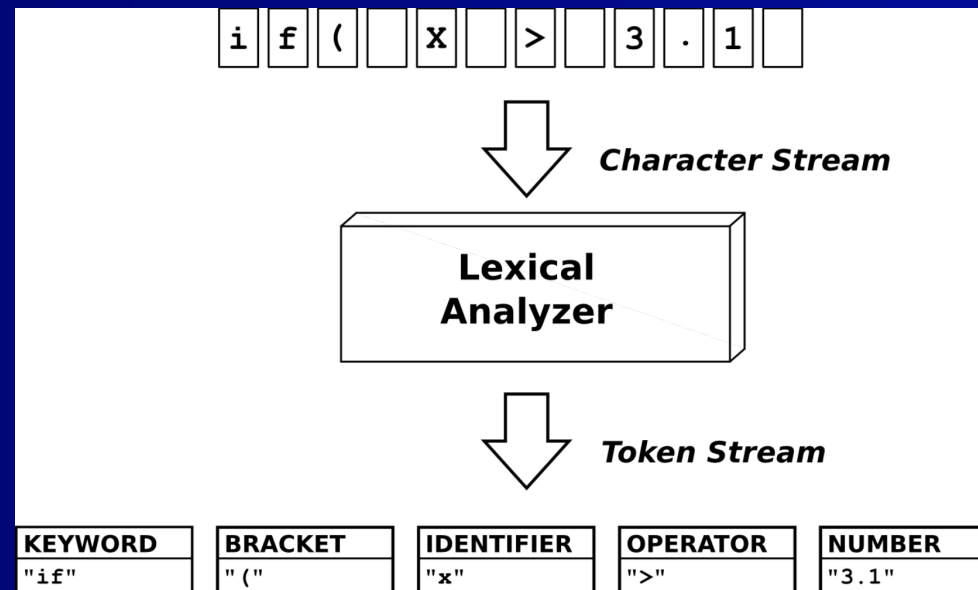 i f ( X > 3 . 1
Character Stream
Lexical
Analyzer
Token Stream
KEYWORD BRACKET IDENTIFIER OPERATOR NUMBER
"if" "(" "x" ">" "3.1"